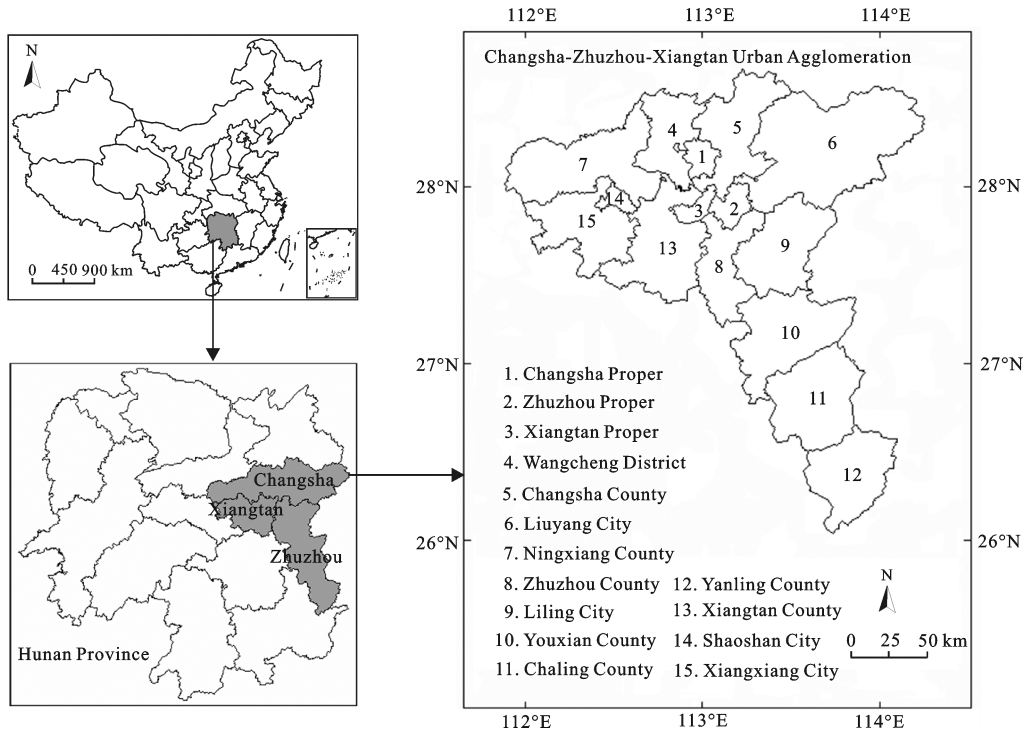 N
0 450 900 km
Changsha
Xiangtan
Zhuzhou
Hunan Province
112°E 113°E 114°E
Changsha-Zhuzhou-Xiangtan Urban Agglomeration
4
5
6
1
7
28°N
28°N
14
3
2
15
13
9
8
10
27°N
27°N
11
12
26°N
26°N
1. Changsha Proper
2. Zhuzhou Proper
3. Xiangtan Proper
4. Wangcheng District
5. Changsha County
6. Liuyang City
7. Ningxiang County
8. Zhuzhou County
9. Liling City
10. Youxian County
11. Chaling County
12. Yanling County
13. Xiangtan County
14. Shaoshan City
15. Xiangxiang City
N
0 25 50 km
112°E 113°E 114°E